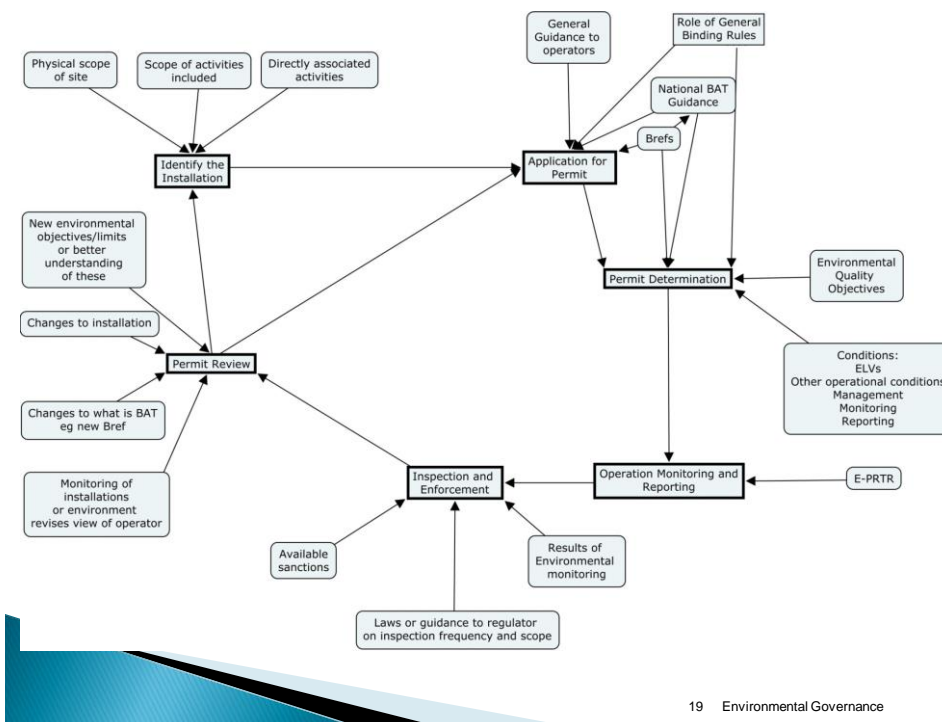 General
Guidance to
operators
Role of General
Binding Rules
Physical scope
of site
Scope of activities
included
Directly associated
activities
National BAT
Guidance
Brefs
Identify the
Installation
Application for
Permit
New environmental
objectives/limits
or better
understanding
of these
Environmental
Quality
Objectives
Permit Determination
Changes to installation
Permit Review
Conditions:
ELVs
Other operational conditions
Management
Monitoring
Reporting
Changes to what is BAT
eg new Bref
Monitoring of
installations
or environment
revises view of operator
Inspection and
Enforcement
Operation Monitoring and
Reporting
E-PRTR
Available
sanctions
Results of
Environmental
monitoring
Laws or guidance to regulator
on inspection frequency and scope
19 Environmental Governance